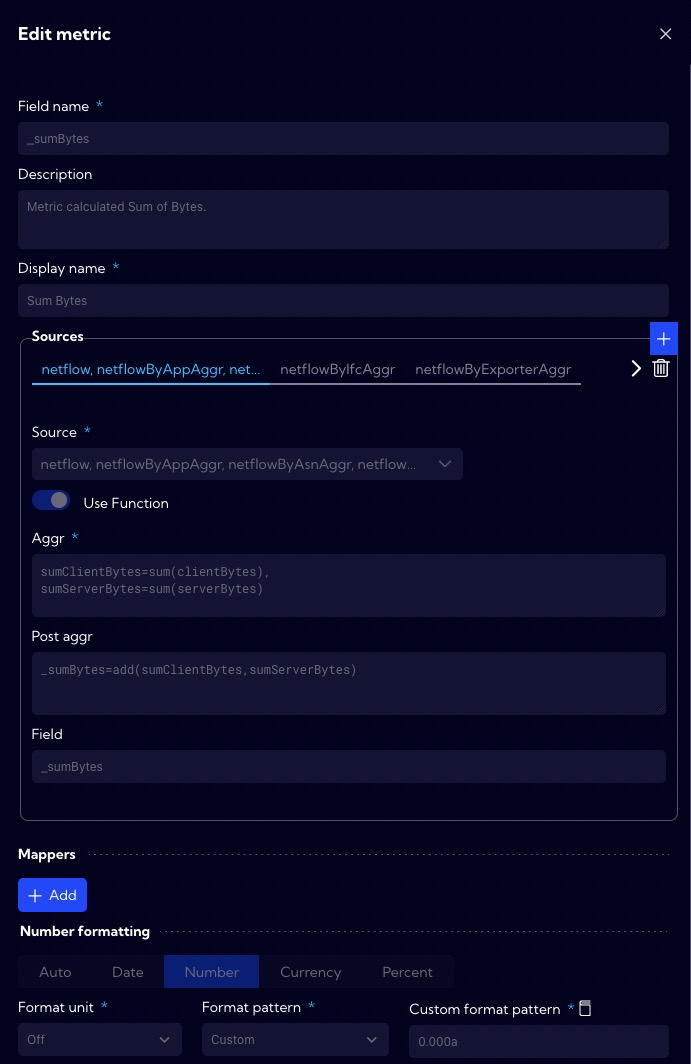 Edit metric
Field name *
_sumBytes
Description
Metric calculated Sum of Bytes.
Display name *
Sum Bytes
Sources
netflow, netflowByAppAggr, net... netflowByIfcAggr netflowByExporterAggr
Source *
netflow, netflowByAppAggr, netflowByAsnAggr, netflow...
Use Function
Aggr *
sumClientBytes=sum(clientBytes),
sumServerBytes=sum(serverBytes)
Post aggr
_sumBytes=add(sumClientBytes,sumServerBytes)
Field
_sumBytes
Mappers
+ Add
Number formatting
Auto Date Number Currency Percent
Format unit * Format pattern * Custom format pattern *
Off Custom 0.000a